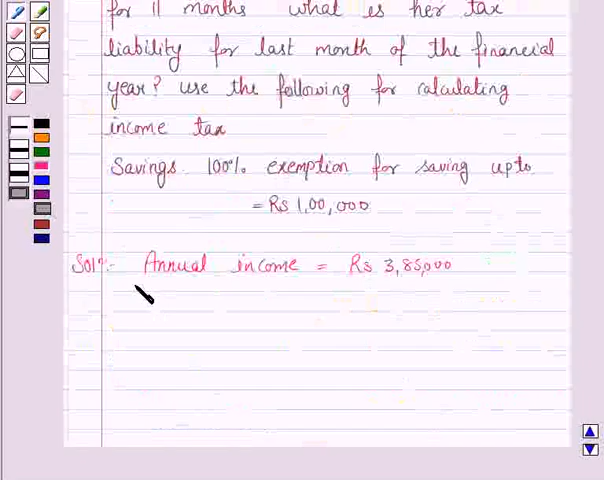 for 11 months what is her tax
liability for last month of the financial
year? use the following for calculating
income tax
Savings 100% exemption for saving upto
= Rs 1,00,000
Solⁿ:- Annual income = Rs 3,85,000